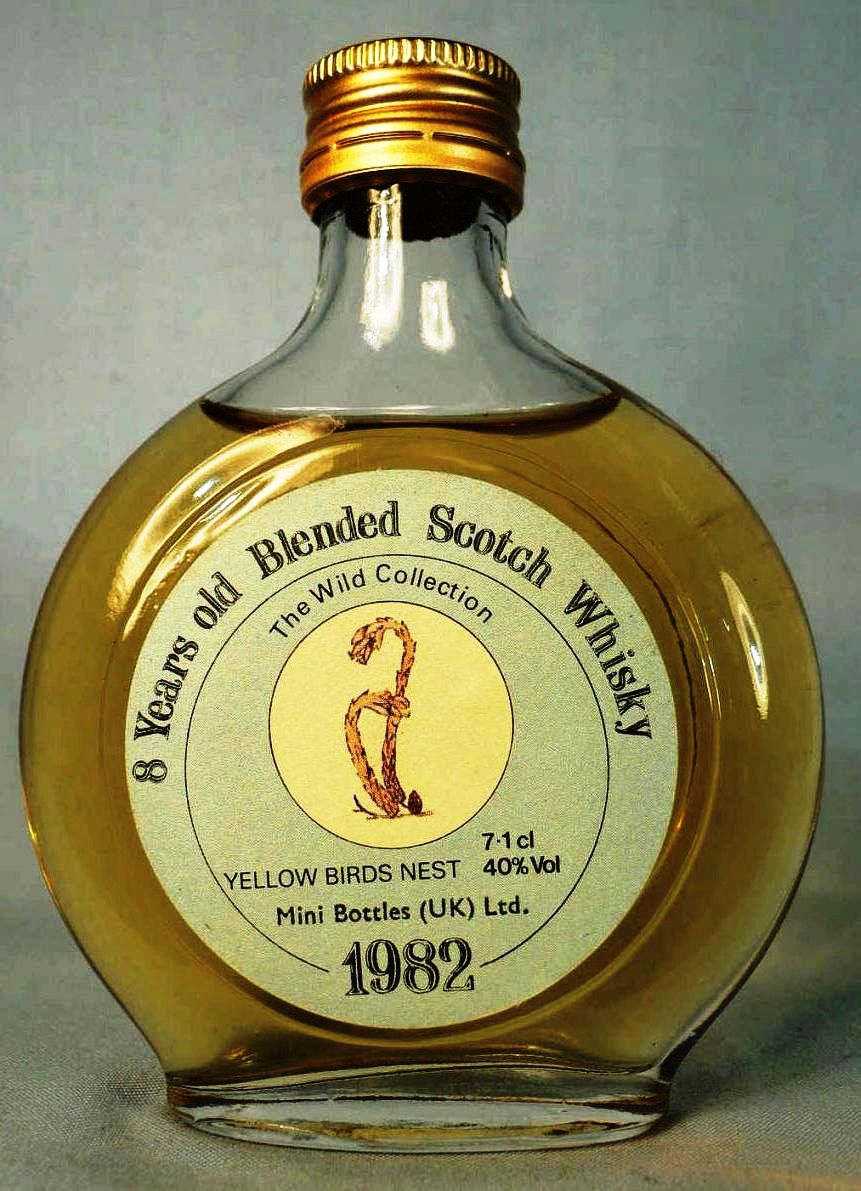 8 Years old Blended Scotch Whisky
The Wild Collection
7·1 cl
YELLOW BIRDS NEST 40% Vol
Mini Bottles (UK) Ltd.
1982